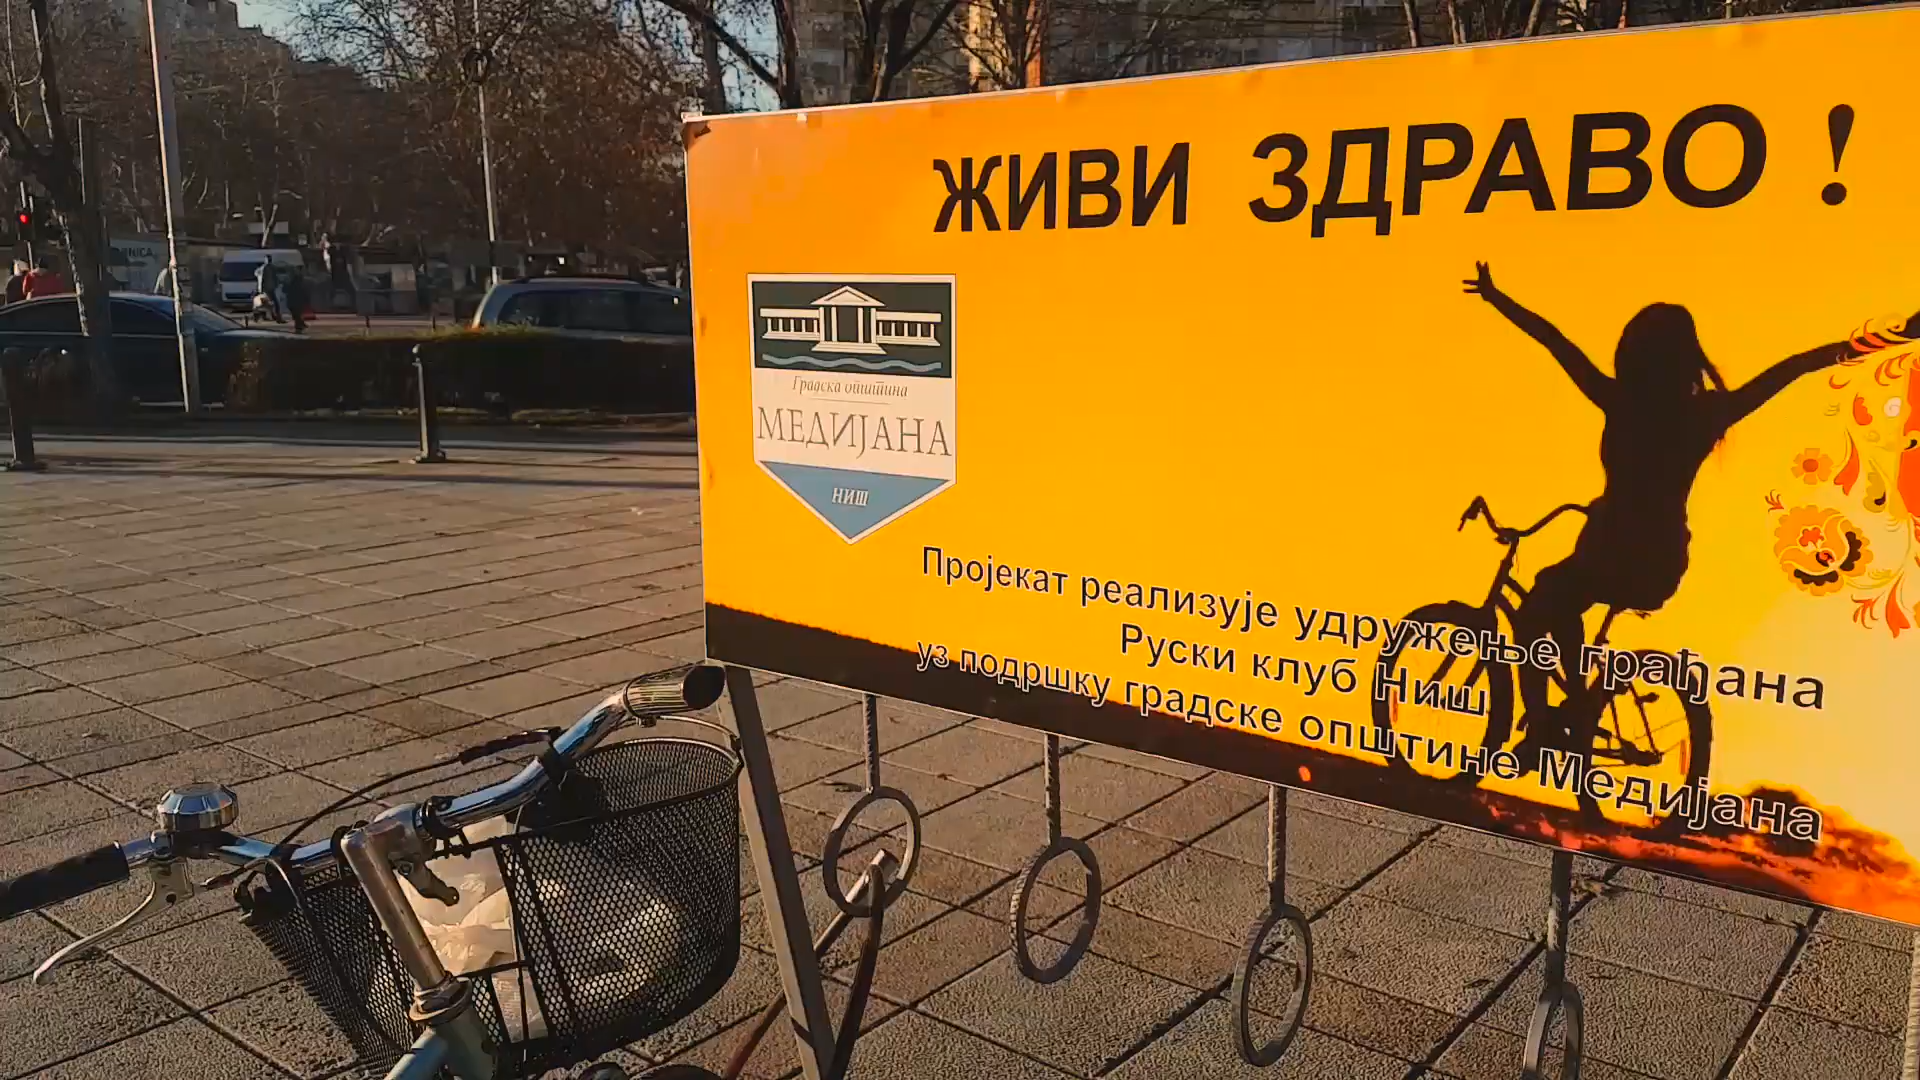 ЖИВИ ЗДРАВО !
Градска општина
МЕДИЈАНА
НИШ
Пројекат реализује удружење грађана
Руски клуб Ниш
уз подршку градске општине Медијана